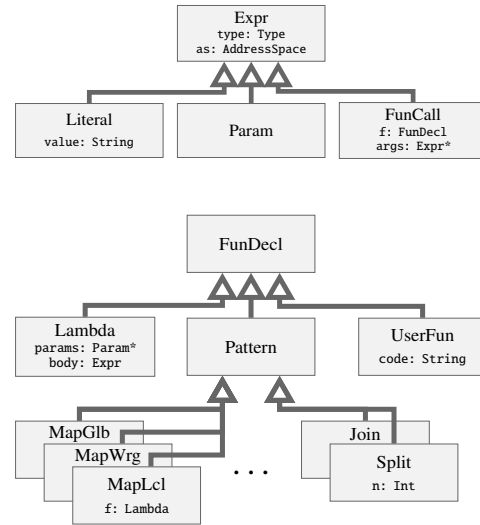 Expr
type: Type
as: AddressSpace
Literal
value: String
Param
FunCall
f: FunDecl
args: Expr*
FunDecl
Lambda
params: Param*
body: Expr
Pattern
UserFun
code: String
MapGlb
MapWrg
MapLcl
f: Lambda
. . .
Join
Split
n: Int